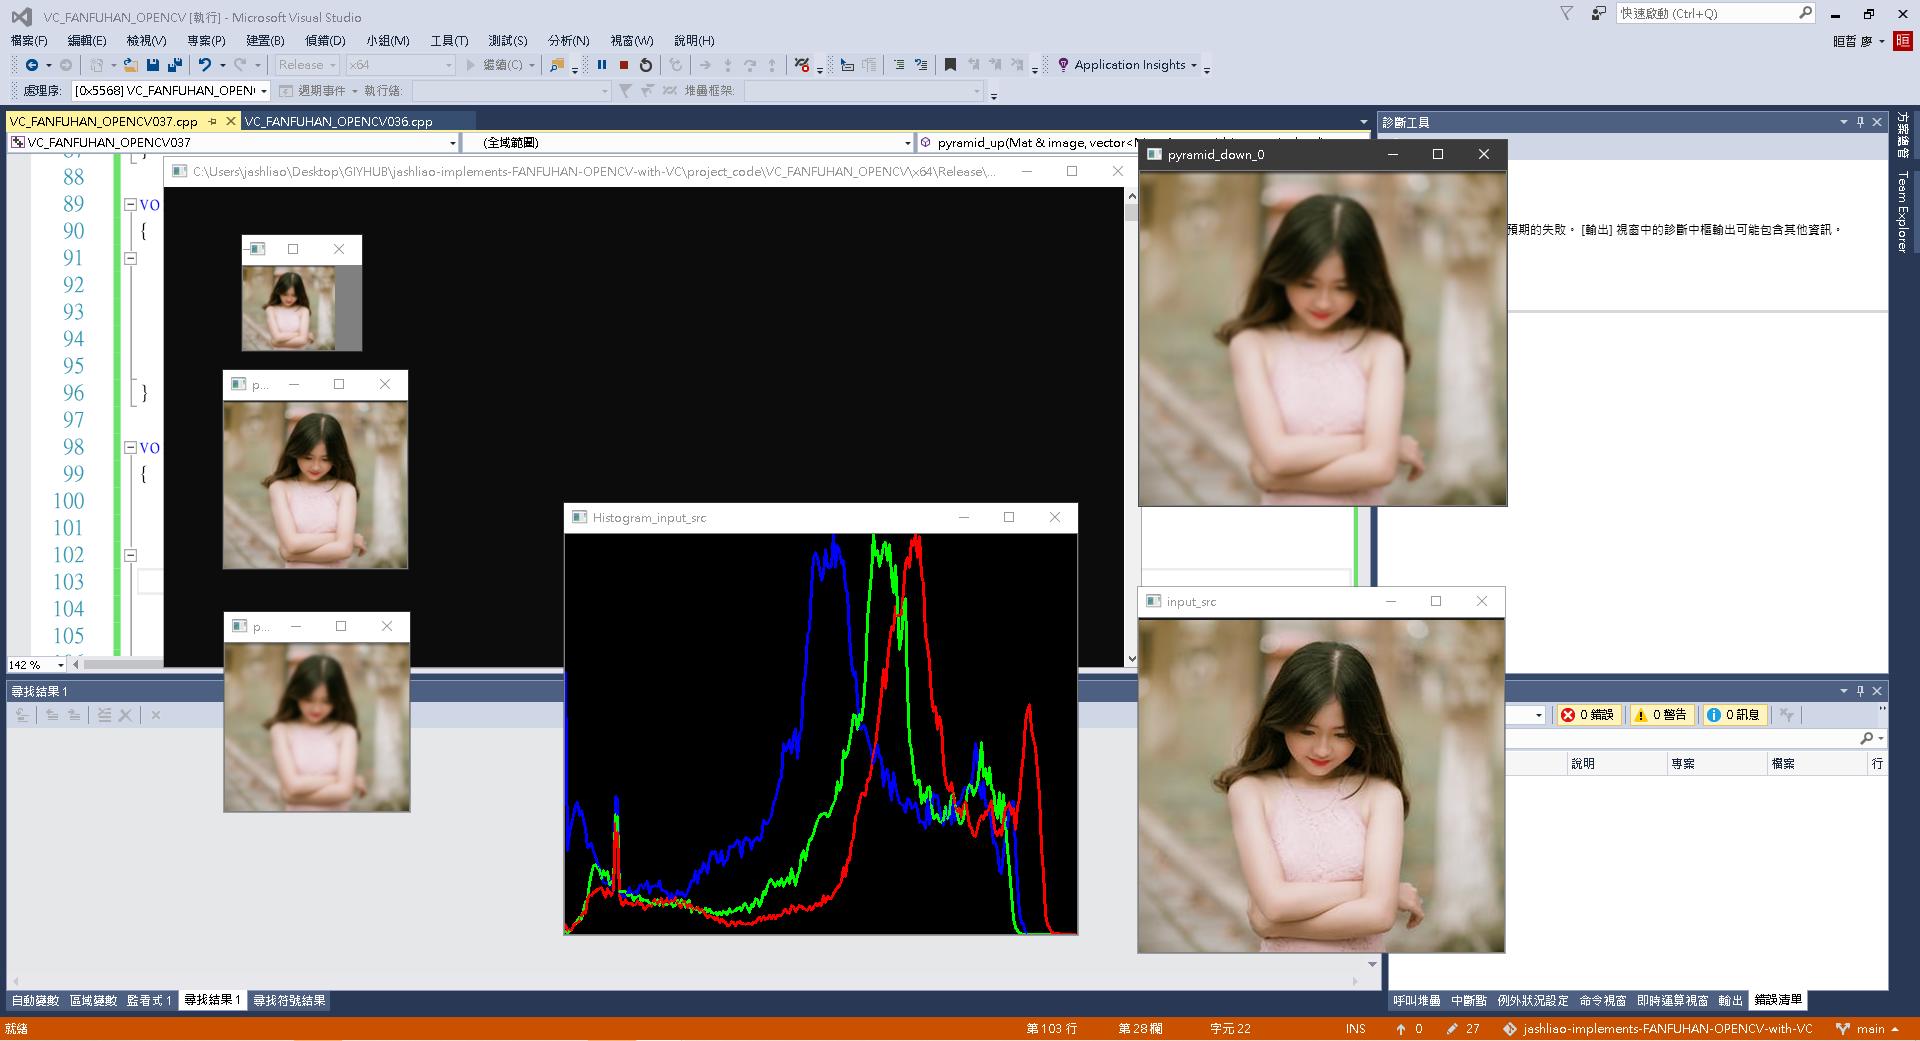 VC_FANFUHAN_OPENCV [執行] - Microsoft Visual Studio
快速啟動 (Ctrl+Q)
檔案(F) 編輯(E) 檢視(V) 專案(P) 建置(B) 偵錯(D) 小組(M) 工具(T) 測試(S) 分析(N) 視窗(W) 說明(H)
晅哲 廖 晅
Release x64 繼續(C) Application Insights
處理序: [0x5568] VC_FANFUHAN_OPEN 週期事件 執行緒: 堆疊框架:
VC_FANFUHAN_OPENCV037.cpp VC_FANFUHAN_OPENCV036.cpp
診斷工具
VC_FANFUHAN_OPENCV037 (全域範圍) pyramid_up(Mat & image, vector<
pyramid_down_0
C:\Users\jashliao\Desktop\GIYHUB\jashliao-implements-FANFUHAN-OPENCV-with-VC\project_code\VC_FANFUHAN_OPENCV\x64\Release\...
Team Explorer
預期的失敗。 [輸出] 視窗中的診斷中樞輸出可能包含其他資訊。
88
89 vo
90 {
91
92
93
94
95
96 }
97
98 vo
99 {
100
101
102
103
104
105
p...
p...
Histogram_input_src
input_src
142 %
尋找結果 1
0 錯誤 0 警告 0 訊息
說明 專案 檔案 行
自動變數 區域變數 監看式 1 尋找結果 1 尋找符號結果
呼叫堆疊 中斷點 例外狀況設定 命令視窗 即時運算視窗 輸出 錯誤清單
就緒 第 103 行 第 28 欄 字元 22 INS 0 27 jashliao-implements-FANFUHAN-OPENCV-with-VC main